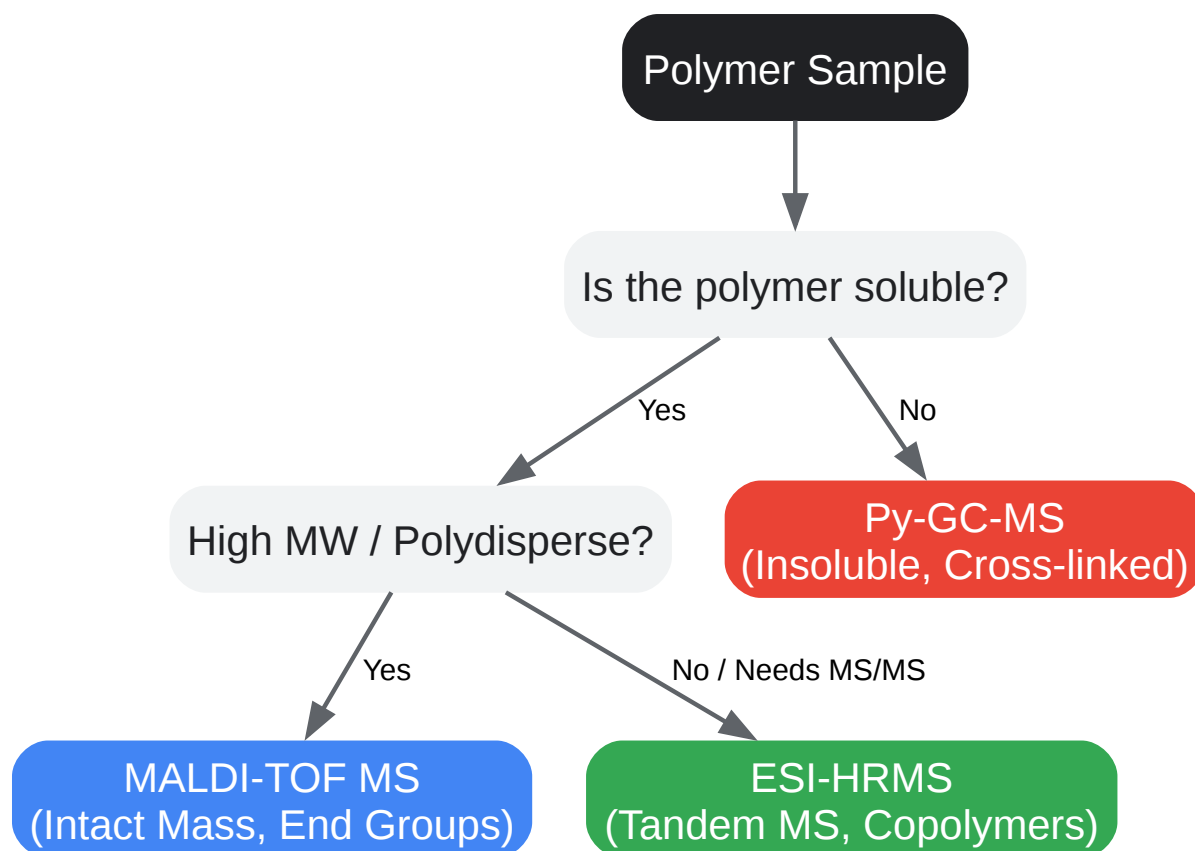 Polymer Sample
Is the polymer soluble?
Yes
No
High MW / Polydisperse?
Py-GC-MS
(Insoluble, Cross-linked)
Yes
No / Needs MS/MS
MALDI-TOF MS
(Intact Mass, End Groups)
ESI-HRMS
(Tandem MS, Copolymers)